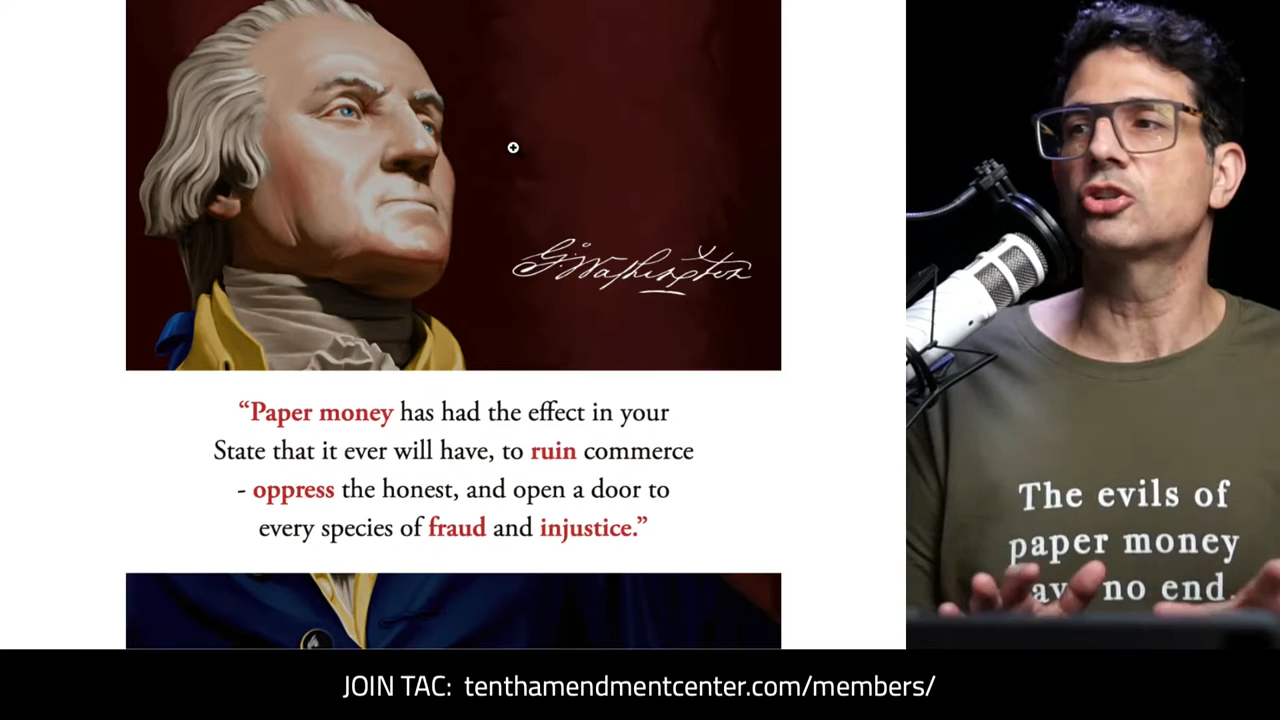 G:Washington
“Paper money has had the effect in your
State that it ever will have, to ruin commerce
- oppress the honest, and open a door to
every species of fraud and injustice.”
The evils of
paper money
no end.
JOIN TAC: tenthamendmentcenter.com/members/